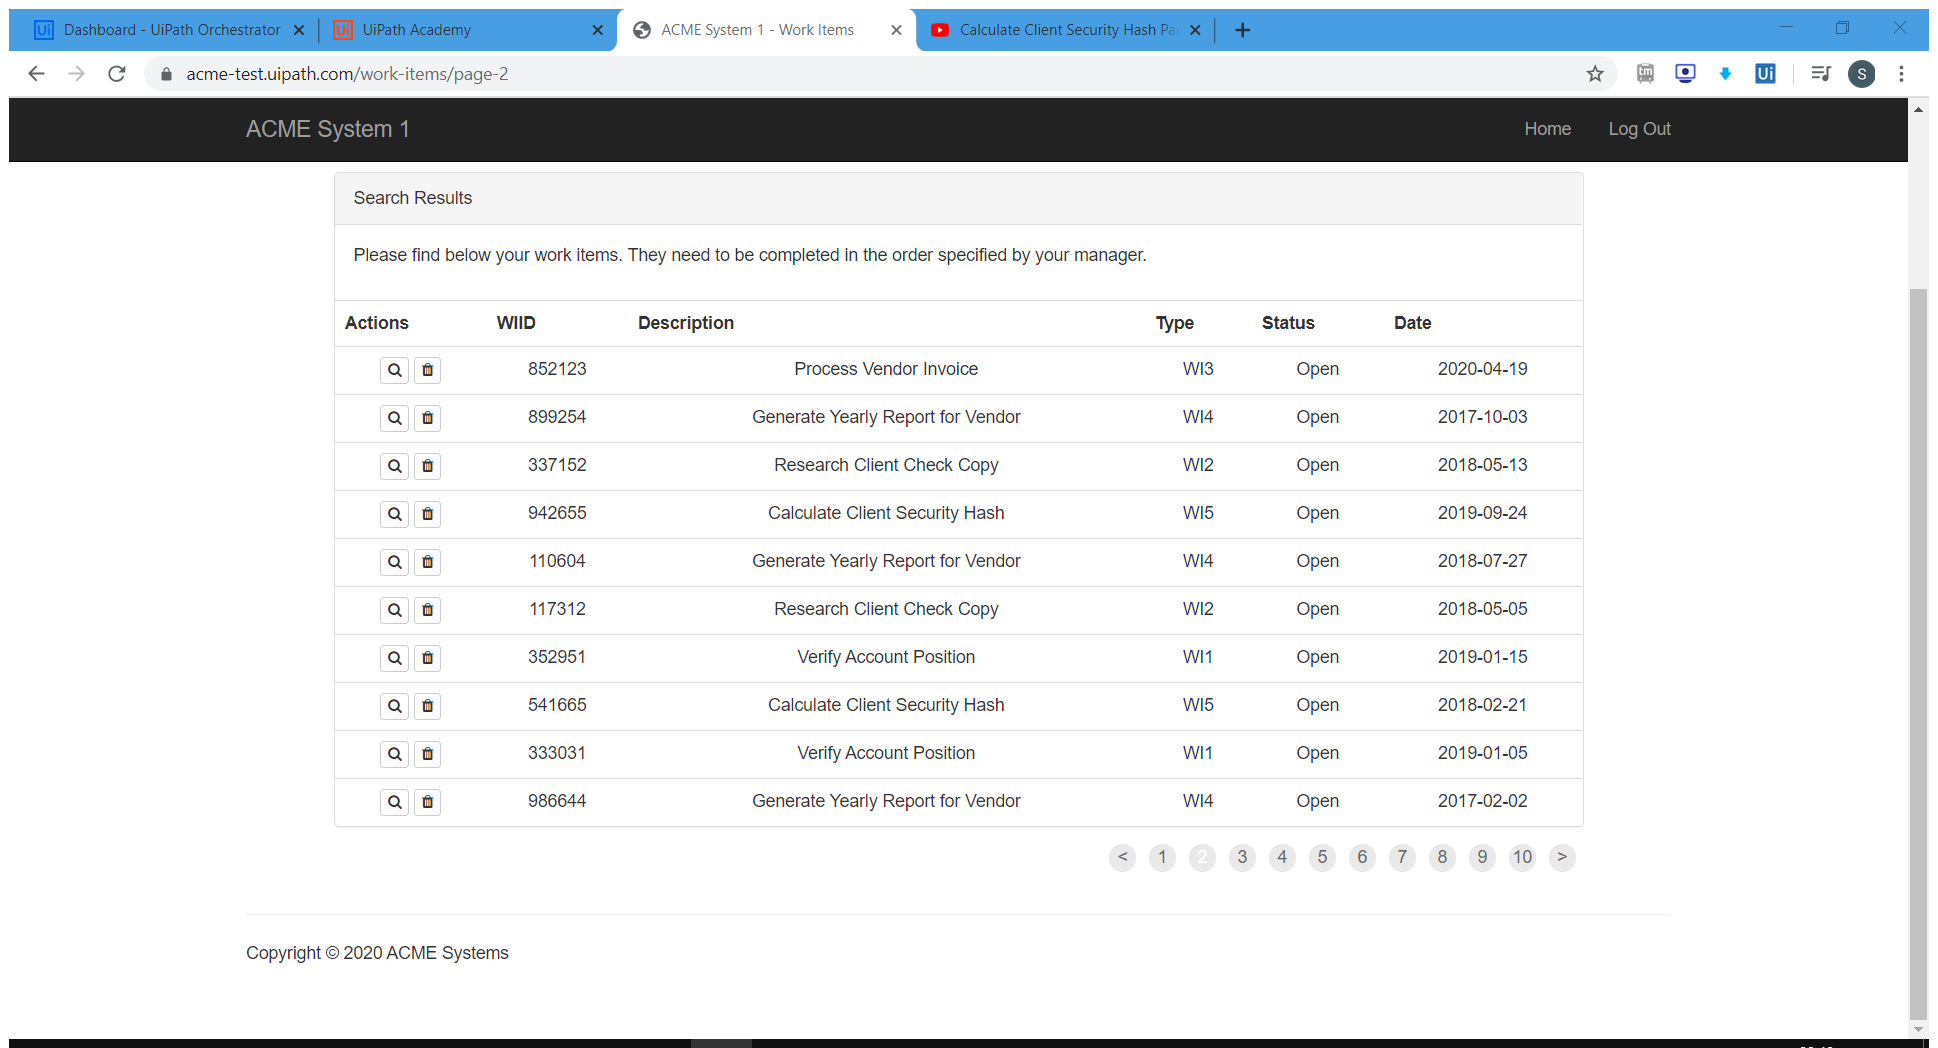 Dashboard - UiPath Orchestrator
UiPath Academy
ACME System 1 - Work Items
Calculate Client Security Hash Pa
acme-test.uipath.com/work-items/page-2
tm
Ui
S
ACME System 1
Home
Log Out
Search Results
Please find below your work items. They need to be completed in the order specified by your manager.
Actions WIID Description Type Status Date
852123 Process Vendor Invoice WI3 Open 2020-04-19
899254 Generate Yearly Report for Vendor WI4 Open 2017-10-03
337152 Research Client Check Copy WI2 Open 2018-05-13
942655 Calculate Client Security Hash WI5 Open 2019-09-24
110604 Generate Yearly Report for Vendor WI4 Open 2018-07-27
117312 Research Client Check Copy WI2 Open 2018-05-05
352951 Verify Account Position WI1 Open 2019-01-15
541665 Calculate Client Security Hash WI5 Open 2018-02-21
333031 Verify Account Position WI1 Open 2019-01-05
986644 Generate Yearly Report for Vendor WI4 Open 2017-02-02
< 1 2 3 4 5 6 7 8 9 10 >
Copyright © 2020 ACME Systems